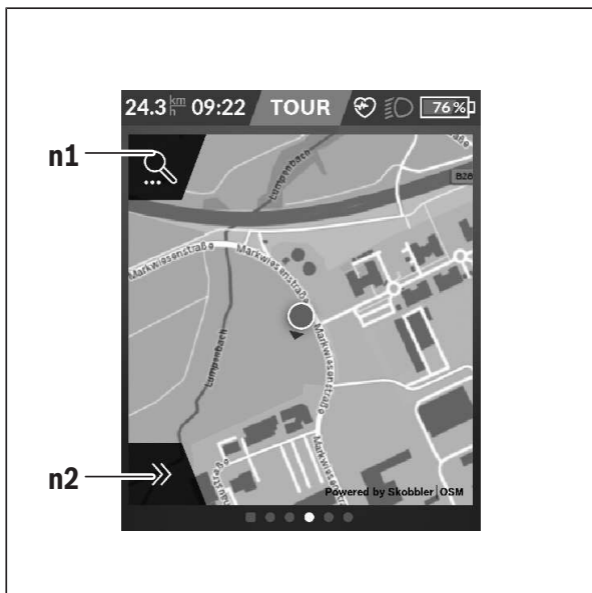 24.3 km/h 09:22 TOUR 76%
n1
B28
Lumpenbach
Markwiesenstraße
Markwiesenstraße
Markwiesenstraße
Lumpenbach
n2
Powered by Skobbler OSM